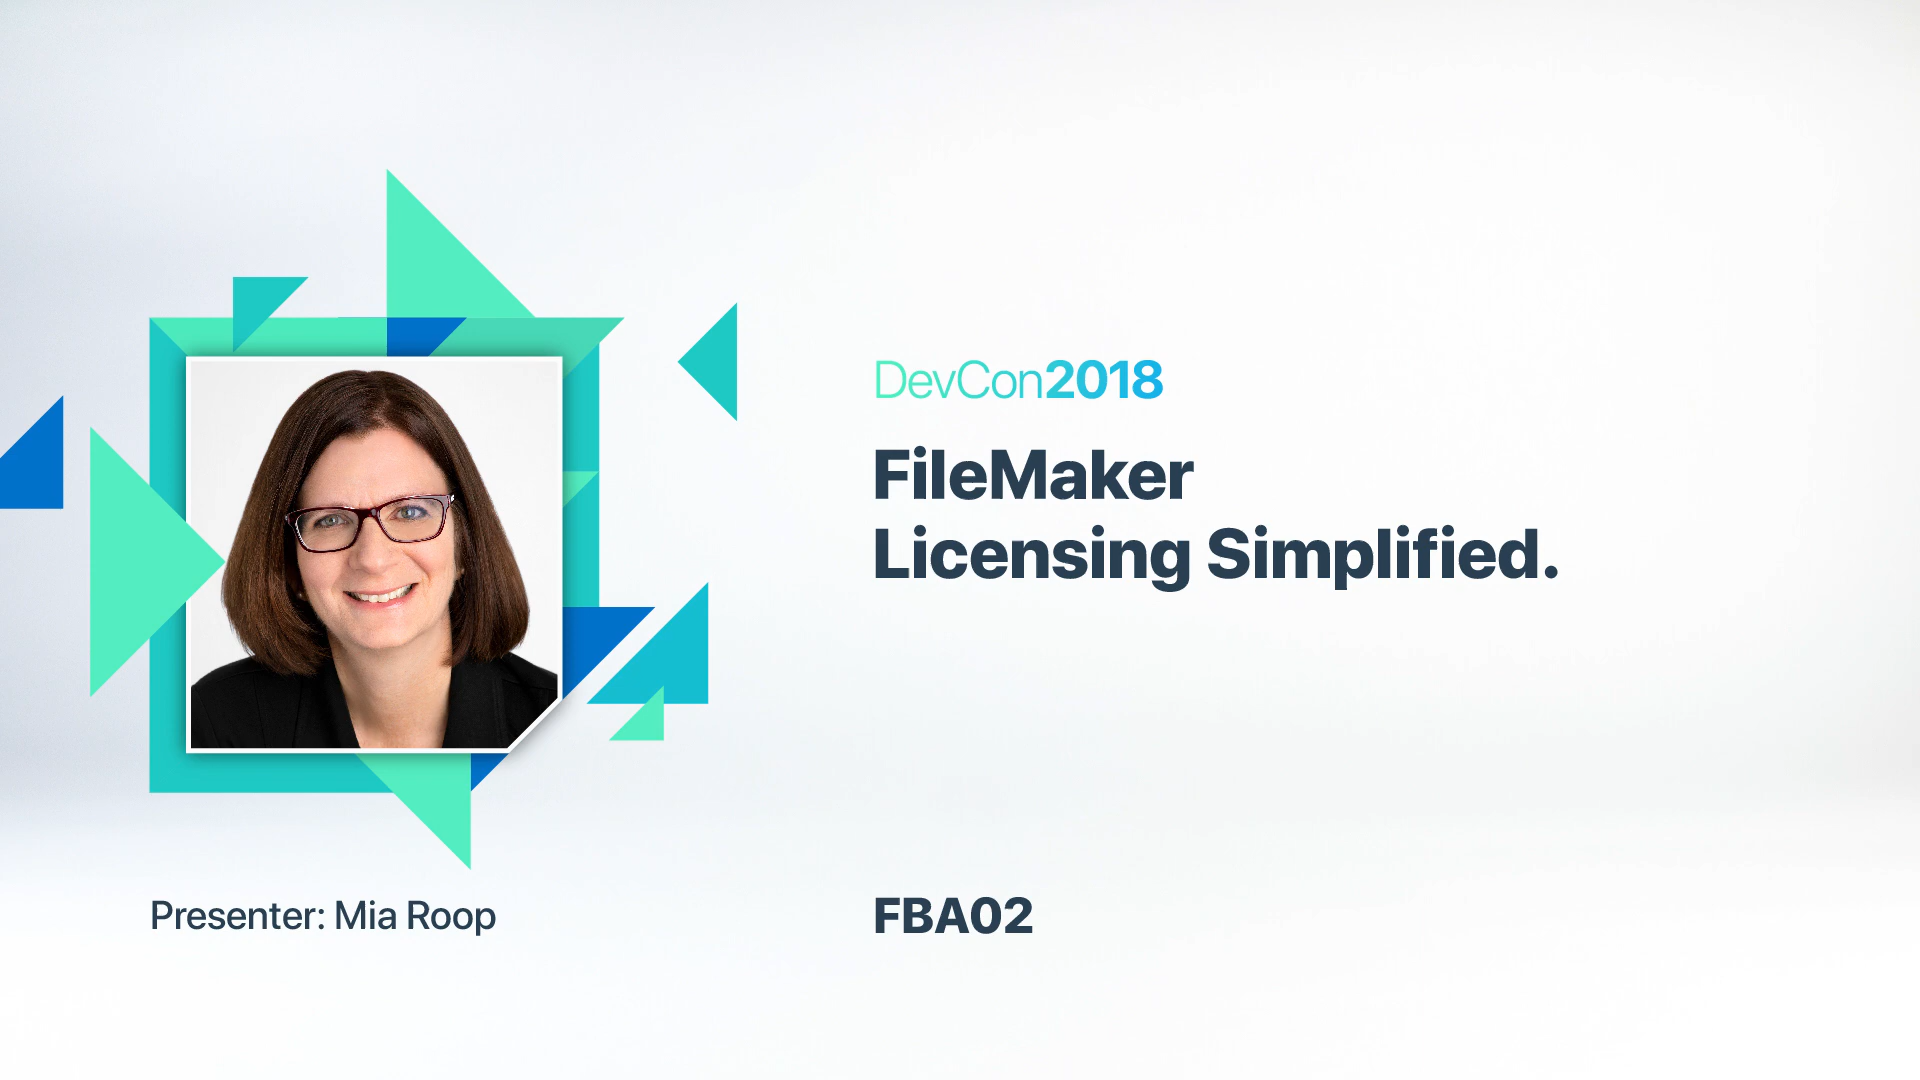 DevCon2018
FileMaker
Licensing Simplified.
Presenter: Mia Roop
FBA02